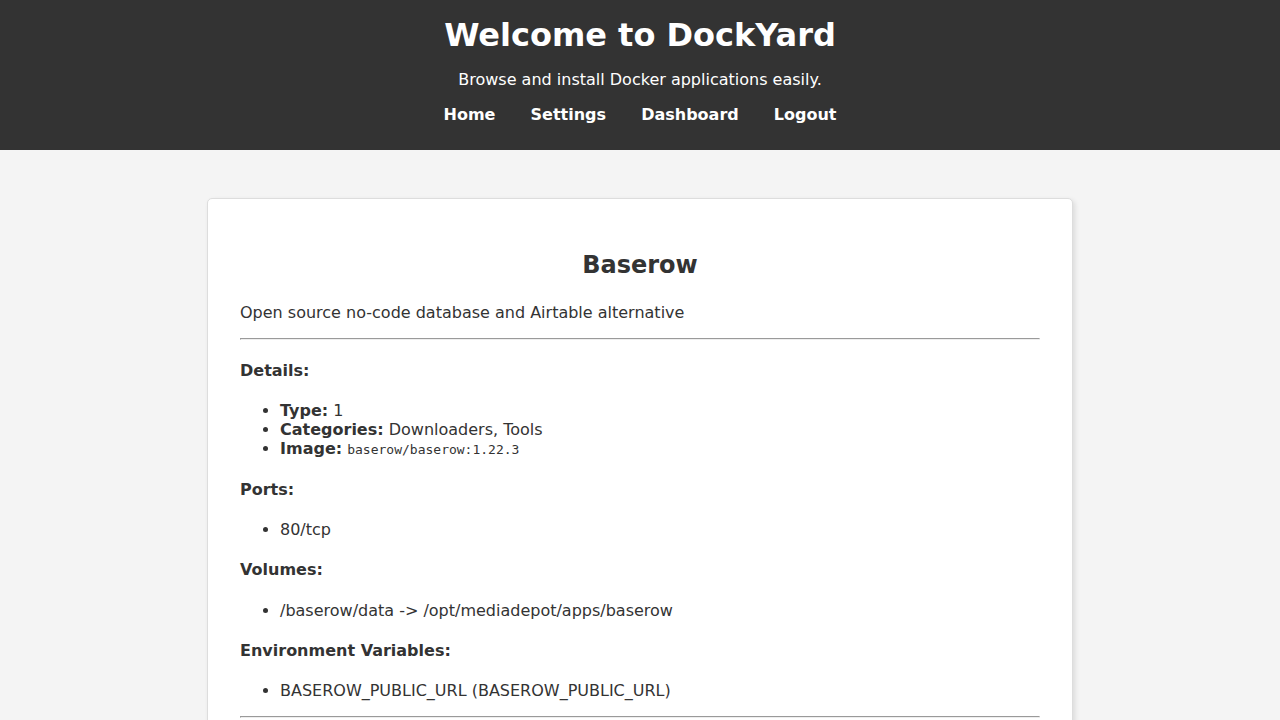 Welcome to DockYard
Browse and install Docker applications easily.
Home Settings Dashboard Logout
Baserow
Open source no-code database and Airtable alternative
Details:
Type: 1
Categories: Downloaders, Tools
Image: baserow/baserow:1.22.3
Ports:
80/tcp
Volumes:
/baserow/data -> /opt/mediadepot/apps/baserow
Environment Variables:
BASEROW_PUBLIC_URL (BASEROW_PUBLIC_URL)